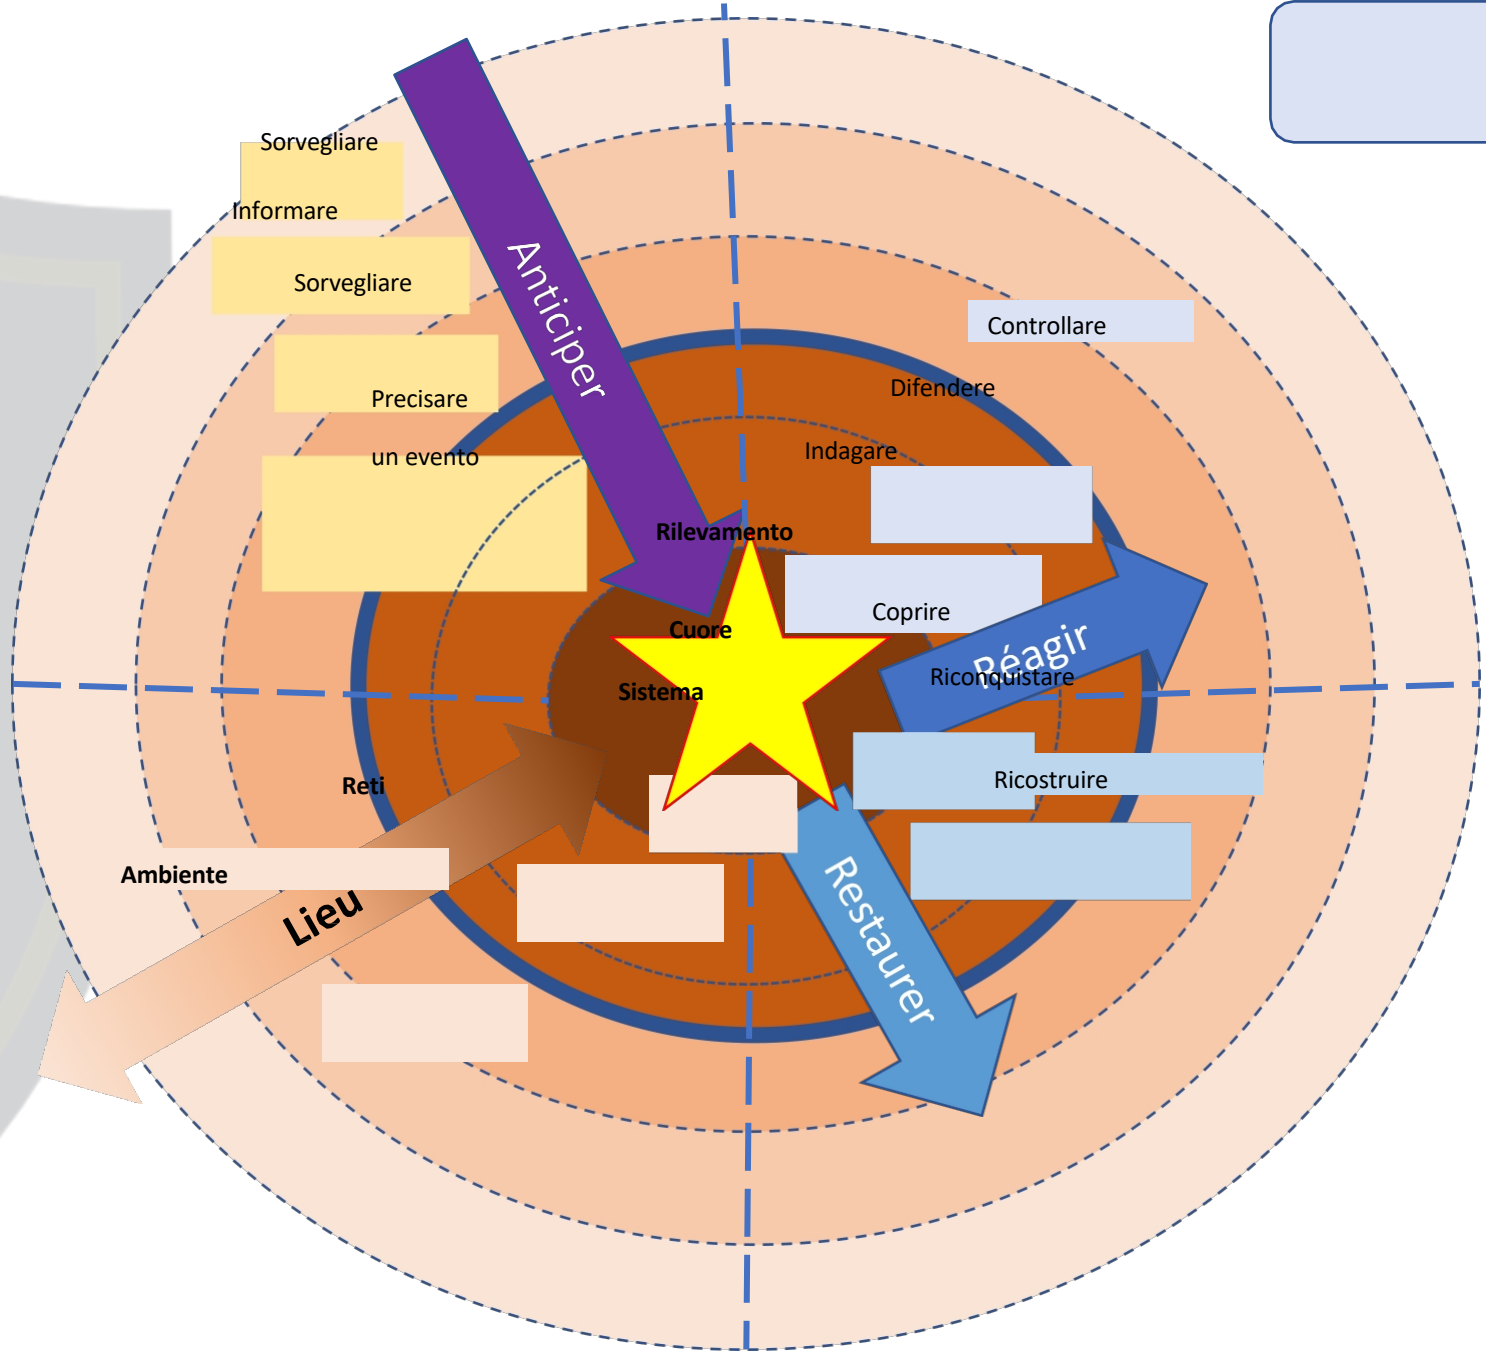 Sorvegliare
Informare
Sorvegliare
Anticiper
Controllare
Difendere
Precisare
un evento
Indagare
Rilevamento
Coprire
Cuore
Réagir
Riconquistare
Sistema
Reti
Ricostruire
Ambiente
Lieu
Restaurer